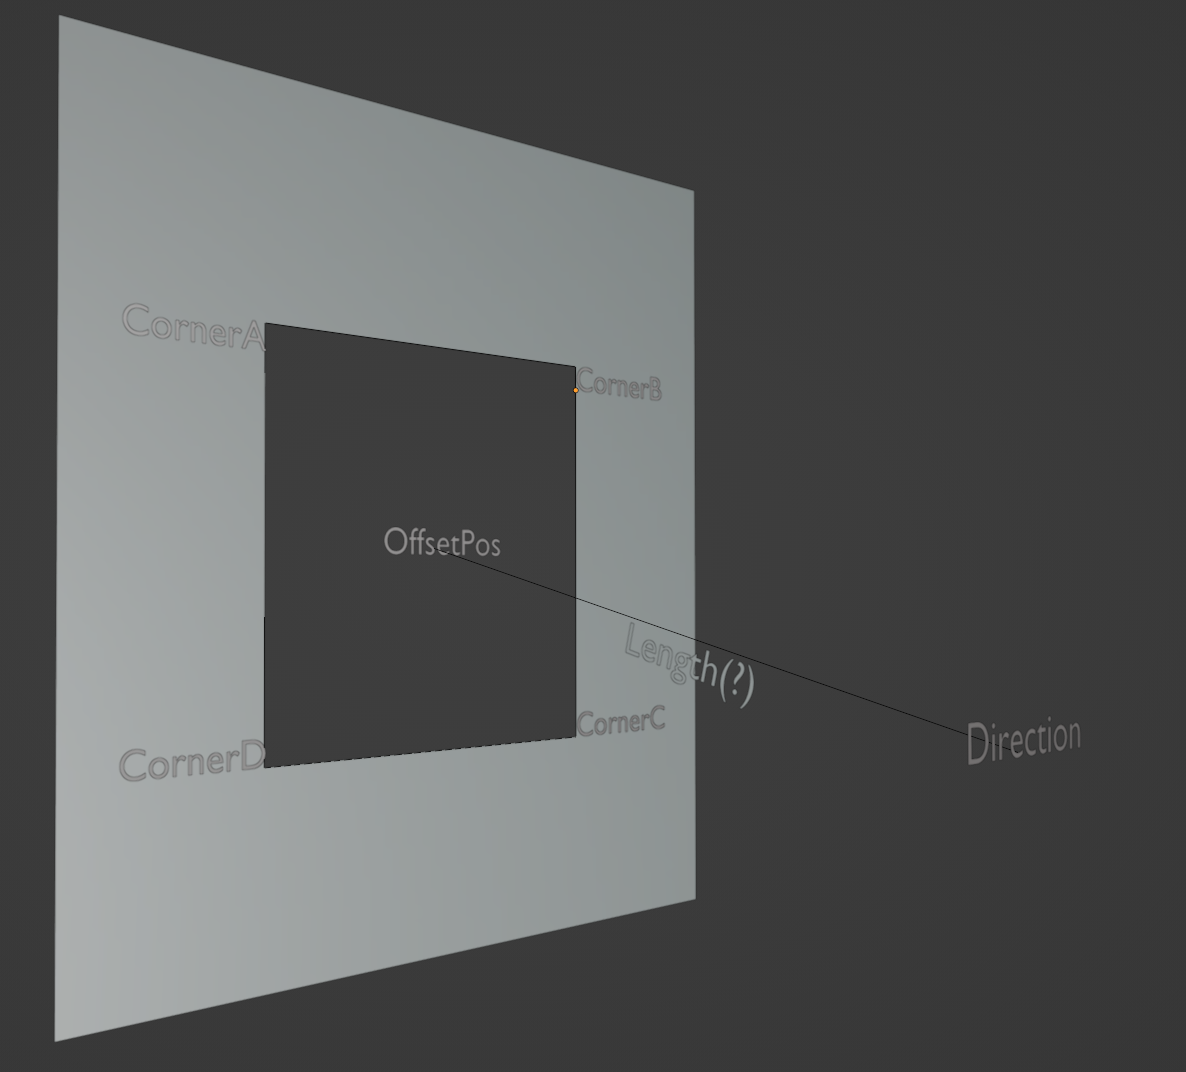 CornerA
CornerB
OffsetPos
Length(?)
CornerC
Direction
CornerD